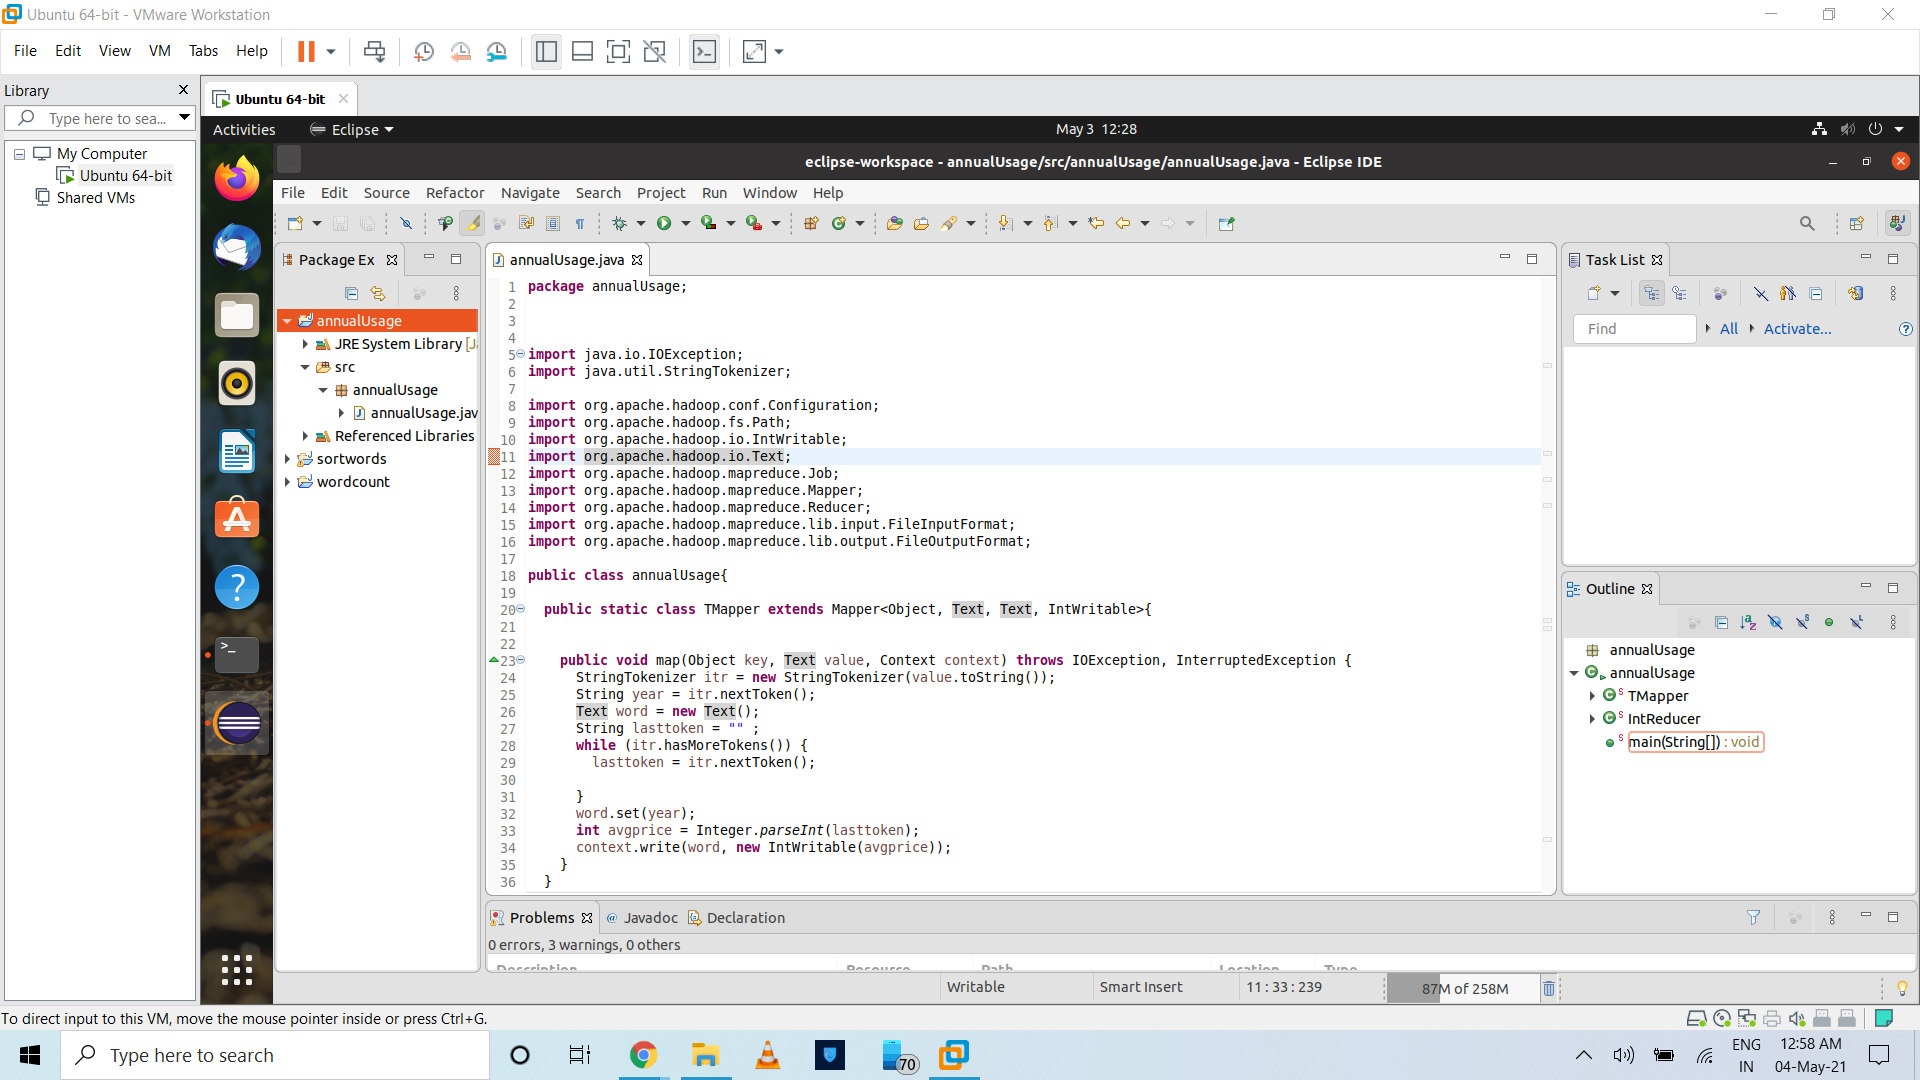 Ubuntu 64-bit - VMware Workstation
File Edit View VM Tabs Help
Library
Type here to sea...
My Computer
Ubuntu 64-bit
Shared VMs
Ubuntu 64-bit
Activities
Eclipse
May 3 12:28
eclipse-workspace - annualUsage/src/annualUsage/annualUsage.java - Eclipse IDE
File Edit Source Refactor Navigate Search Project Run Window Help
Package Ex
annualUsage
JRE System Library [Ja
src
annualUsage
annualUsage.jav
Referenced Libraries
sortwords
wordcount
annualUsage.java
1 package annualUsage;
2
3
4
5 import java.io.IOException;
6 import java.util.StringTokenizer;
7
8 import org.apache.hadoop.conf.Configuration;
9 import org.apache.hadoop.fs.Path;
10 import org.apache.hadoop.io.IntWritable;
11 import org.apache.hadoop.io.Text;
12 import org.apache.hadoop.mapreduce.Job;
13 import org.apache.hadoop.mapreduce.Mapper;
14 import org.apache.hadoop.mapreduce.Reducer;
15 import org.apache.hadoop.mapreduce.lib.input.FileInputFormat;
16 import org.apache.hadoop.mapreduce.lib.output.FileOutputFormat;
17
18 public class annualUsage{
19
20 public static class TMapper extends Mapper<Object, Text, Text, IntWritable>{
21
22
23 public void map(Object key, Text value, Context context) throws IOException, InterruptedException {
24 StringTokenizer itr = new StringTokenizer(value.toString());
25 String year = itr.nextToken();
26 Text word = new Text();
27 String lasttoken = "" ;
28 while (itr.hasMoreTokens()) {
29 lasttoken = itr.nextToken();
30
31 }
32 word.set(year);
33 int avgprice = Integer.parseInt(lasttoken);
34 context.write(word, new IntWritable(avgprice));
35 }
36 }
Task List
Find
All
Activate...
Outline
annualUsage
annualUsage
TMapper
IntReducer
main(String[]) : void
Problems
Javadoc
Declaration
0 errors, 3 warnings, 0 others
Description Resource Path Location Type
Writable
Smart Insert
11 : 33 : 239
87M of 258M
To direct input to this VM, move the mouse pointer inside or press Ctrl+G.
Type here to search
70
ENG
IN
12:58 AM
04-May-21